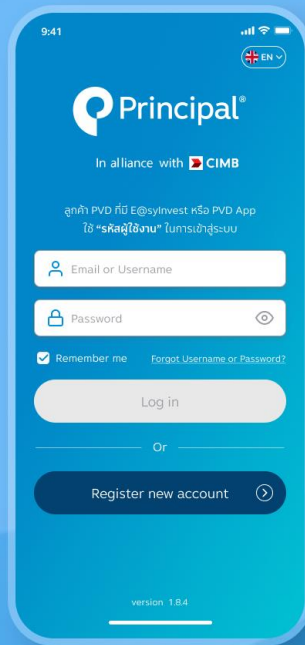 9:41
EN
Principal®
In alliance with CIMB
ลูกค้า PVD ที่มี E@syInvest หรือ PVD App
ใช้ “รหัสผู้ใช้งาน” ในการเข้าสู่ระบบ
Email or Username
Password
Remember me Forgot Username or Password?
Log in
Or
Register new account
version 1.8.4